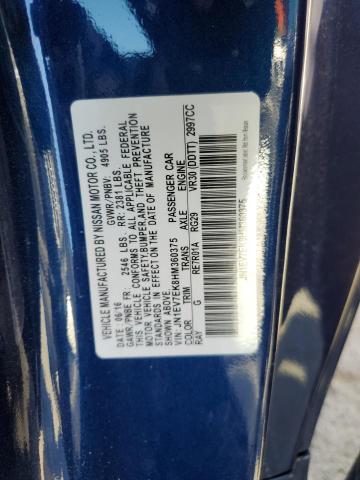 VEHICLE MANUFACTURED BY NISSAN MOTOR CO., LTD.
DATE 06/16 GVWR/PNBV: 4905 LBS.
GAWR/PNBE FR: 2546 LBS. RR: 2381 LBS.
THIS VEHICLE CONFORMS TO ALL APPLICABLE FEDERAL
MOTOR VEHICLE SAFETY, BUMPER, AND THEFT PREVENTION
STANDARDS IN EFFECT ON THE DATE OF MANUFACTURE
SHOWN ABOVE.
VIN: JN1EV7EK8HM360375 PASSENGER CAR
COLOR TRIM TRANS AXLE ENGINE
RAY G RE7R01A RG29 VR30 (DDTT) 2997CC